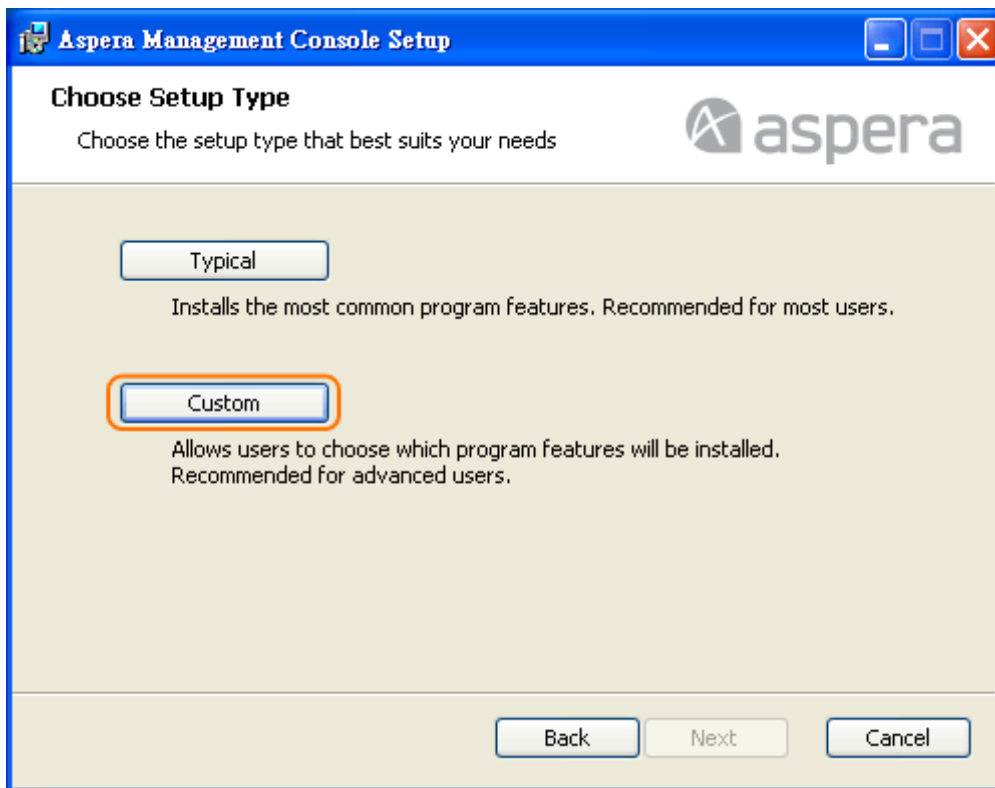 Aspera Management Console Setup
Choose Setup Type
Choose the setup type that best suits your needs
aspera
Typical
Installs the most common program features. Recommended for most users.
Custom
Allows users to choose which program features will be installed.
Recommended for advanced users.
Back
Next
Cancel